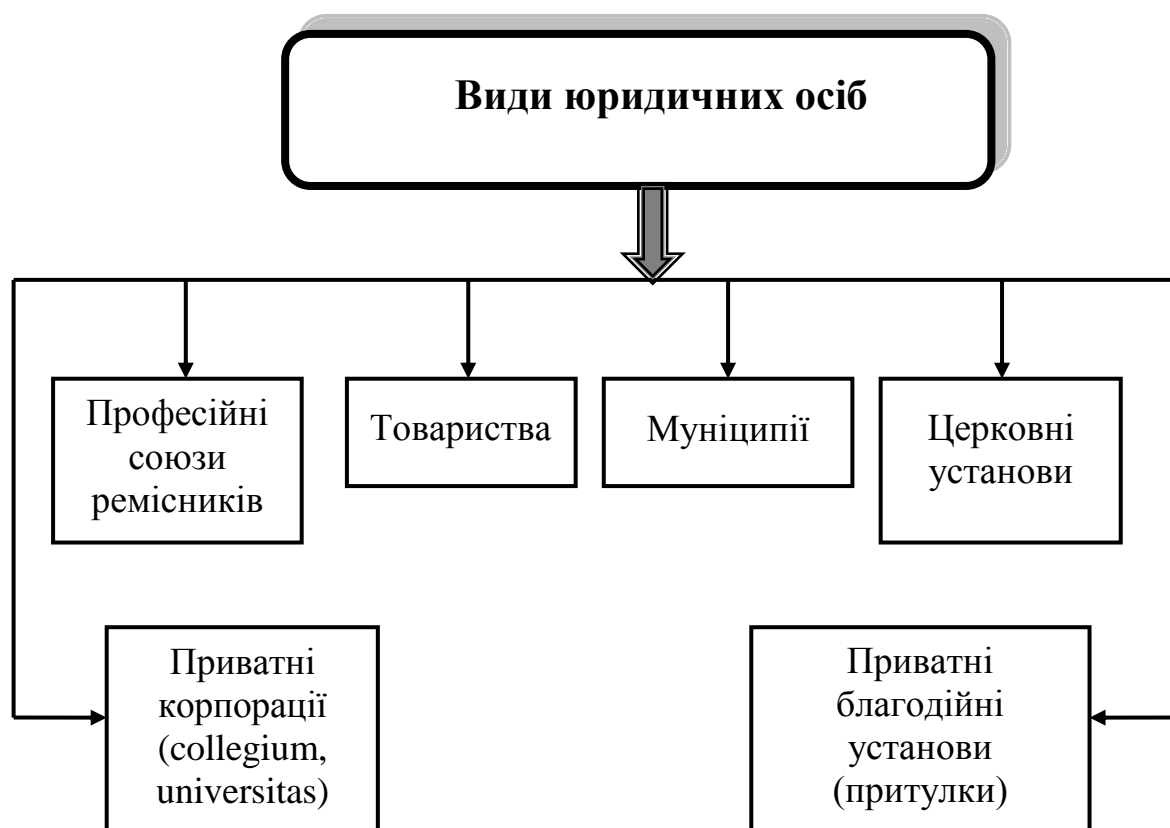 Види юридичних осіб
Професійні
союзи
ремісників
Товариства
Муніципії
Церковні
установи
Приватні
корпорації
(collegium,
universitas)
Приватні
благодійні
установи
(притулки)